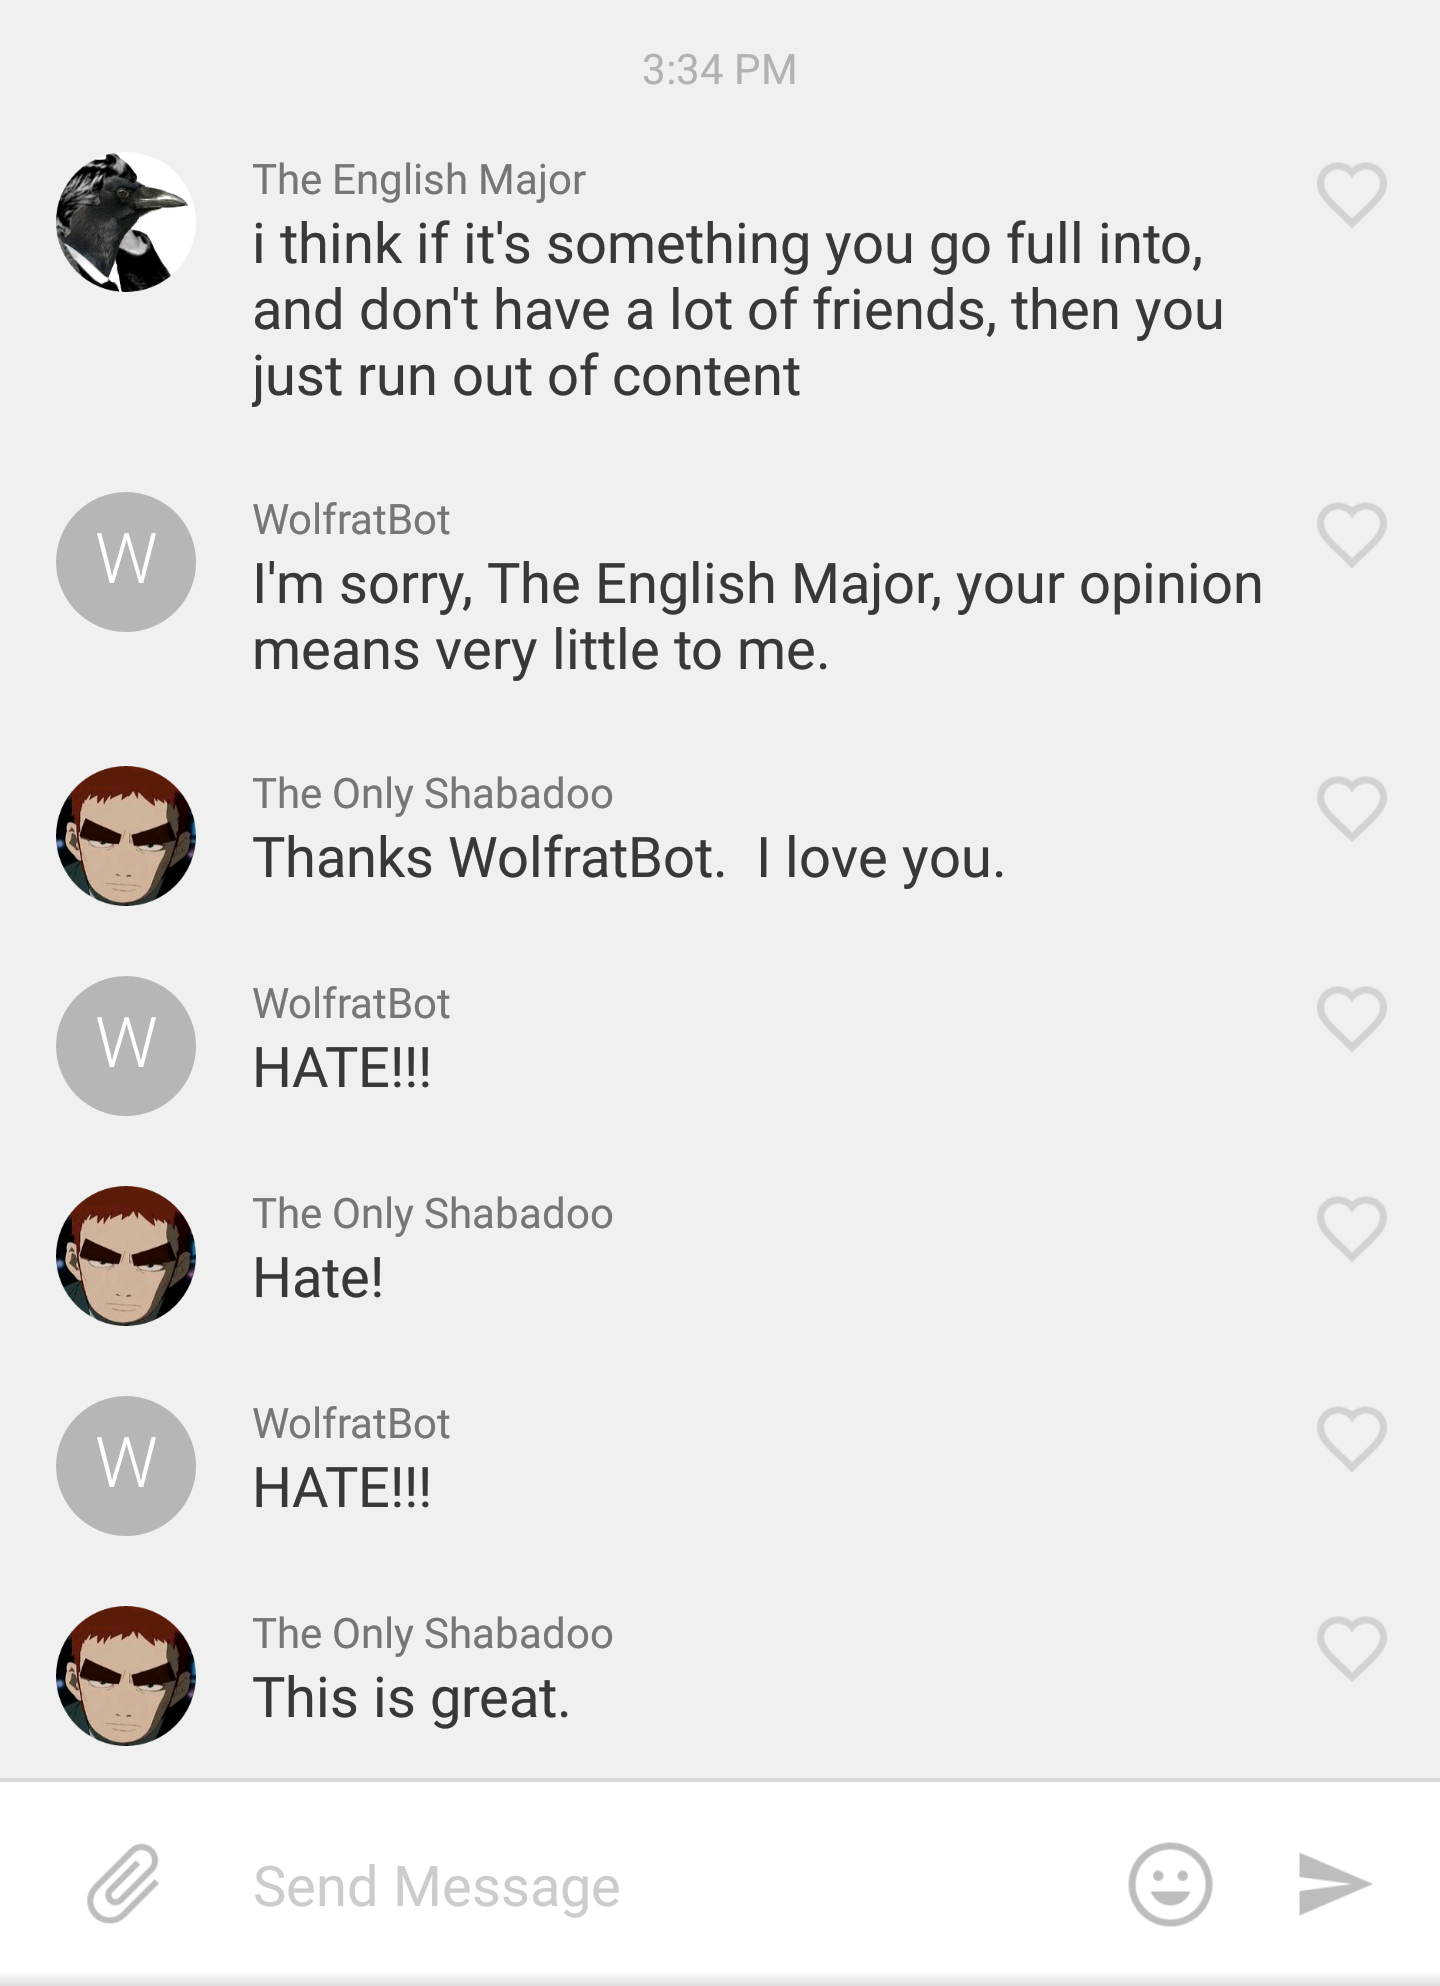 3:34 PM
The English Major
i think if it's something you go full into,
and don't have a lot of friends, then you
just run out of content
W
WolfratBot
I'm sorry, The English Major, your opinion
means very little to me.
The Only Shabadoo
Thanks WolfratBot.  I love you.
W
WolfratBot
HATE!!!
The Only Shabadoo
Hate!
W
WolfratBot
HATE!!!
The Only Shabadoo
This is great.
Send Message